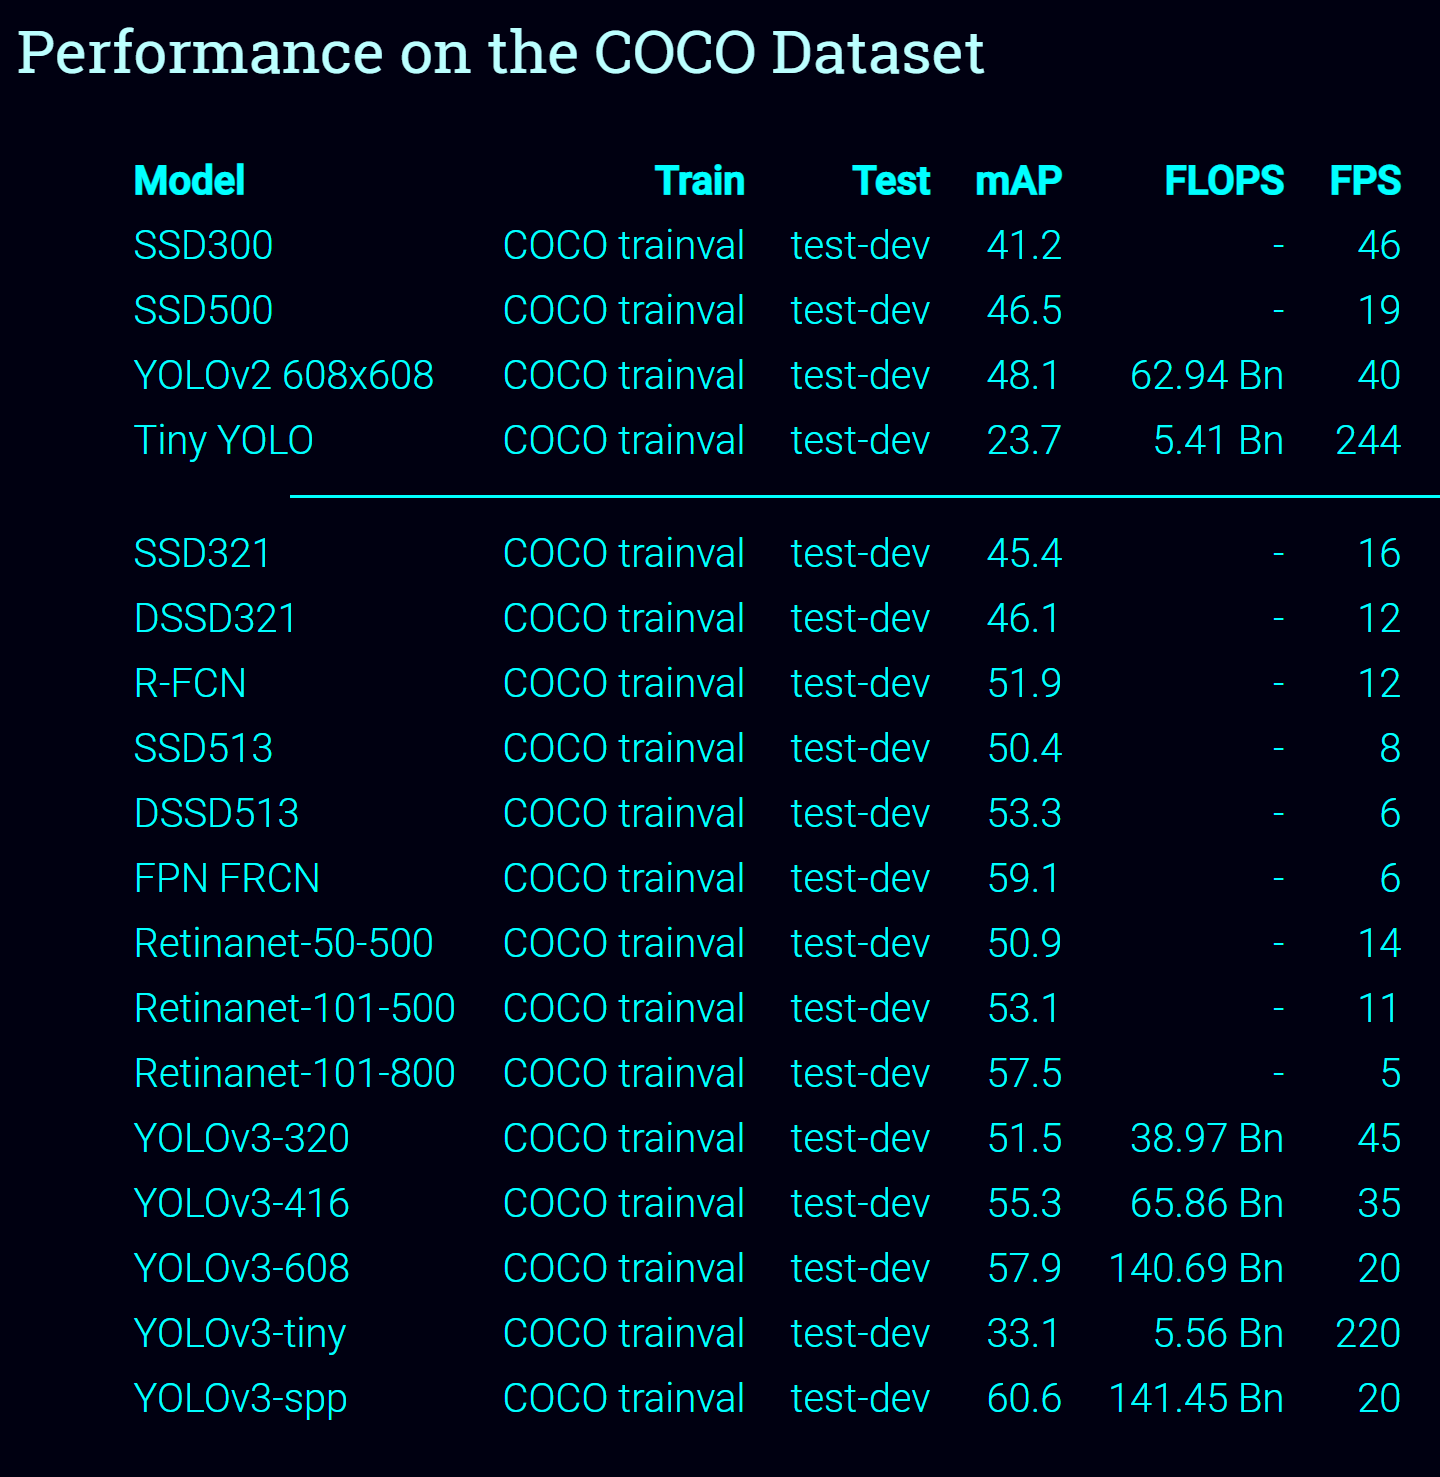 Performance on the COCO Dataset
Model Train Test mAP FLOPS FPS
SSD300 COCO trainval test-dev 41.2 - 46
SSD500 COCO trainval test-dev 46.5 - 19
YOLOv2 608x608 COCO trainval test-dev 48.1 62.94 Bn 40
Tiny YOLO COCO trainval test-dev 23.7 5.41 Bn 244
SSD321 COCO trainval test-dev 45.4 - 16
DSSD321 COCO trainval test-dev 46.1 - 12
R-FCN COCO trainval test-dev 51.9 - 12
SSD513 COCO trainval test-dev 50.4 - 8
DSSD513 COCO trainval test-dev 53.3 - 6
FPN FRCN COCO trainval test-dev 59.1 - 6
Retinanet-50-500 COCO trainval test-dev 50.9 - 14
Retinanet-101-500 COCO trainval test-dev 53.1 - 11
Retinanet-101-800 COCO trainval test-dev 57.5 - 5
YOLOv3-320 COCO trainval test-dev 51.5 38.97 Bn 45
YOLOv3-416 COCO trainval test-dev 55.3 65.86 Bn 35
YOLOv3-608 COCO trainval test-dev 57.9 140.69 Bn 20
YOLOv3-tiny COCO trainval test-dev 33.1 5.56 Bn 220
YOLOv3-spp COCO trainval test-dev 60.6 141.45 Bn 20